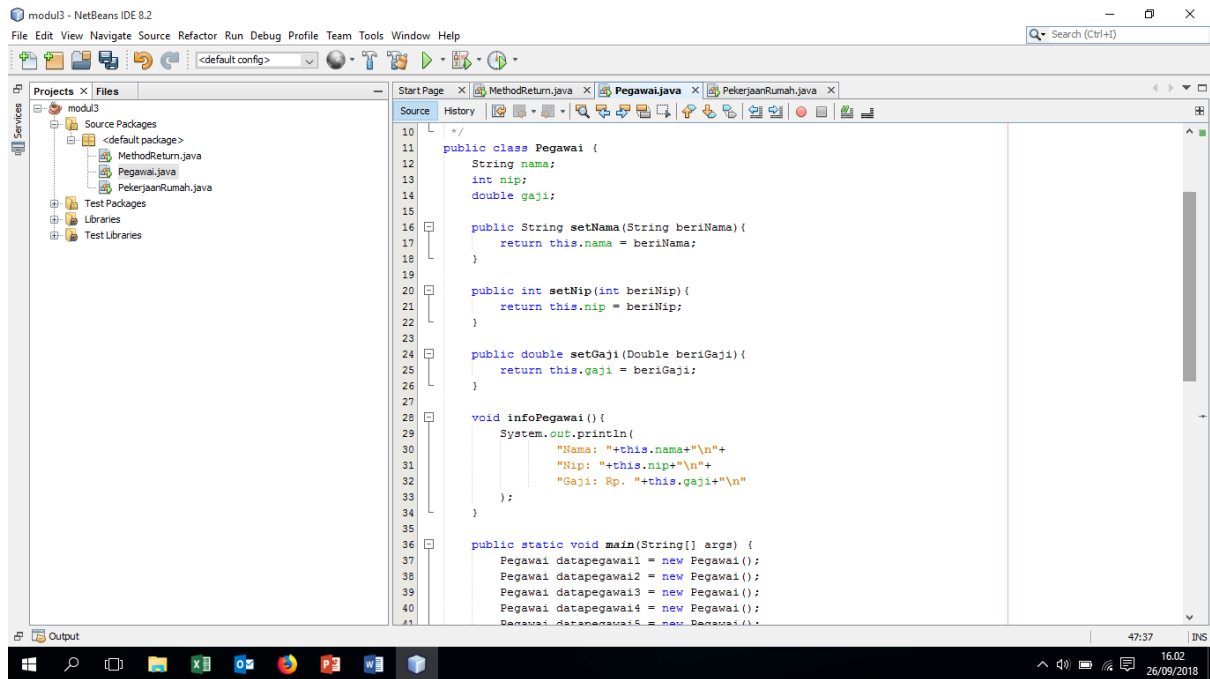 modul3 - NetBeans IDE 8.2
File Edit View Navigate Source Refactor Run Debug Profile Team Tools Window Help
Search (Ctrl+I)
<default config>
Projects Files
Start Page MethodReturn.java Pegawai.java PekerjaanRumah.java
Services
modul3
Source Packages
<default package>
MethodReturn.java
Pegawai.java
PekerjaanRumah.java
Test Packages
Libraries
Test Libraries
Source History
10 */
11 public class Pegawai {
12 String nama;
13 int nip;
14 double gaji;
15
16 public String setNama(String beriNama){
17 return this.nama = beriNama;
18 }
19
20 public int setNip(int beriNip){
21 return this.nip = beriNip;
22 }
23
24 public double setGaji(Double beriGaji){
25 return this.gaji = beriGaji;
26 }
27
28 void infoPegawai(){
29 System.out.println(
30 "Nama: "+this.nama+"\n"+
31 "Nip: "+this.nip+"\n"+
32 "Gaji: Rp. "+this.gaji+"\n"
33 );
34 }
35
36 public static void main(String[] args) {
37 Pegawai datapegawai1 = new Pegawai();
38 Pegawai datapegawai2 = new Pegawai();
39 Pegawai datapegawai3 = new Pegawai();
40 Pegawai datapegawai4 = new Pegawai();
41 Pegawai datapegawai5 = new Pegawai();
Output
47:37 INS
16.02
26/09/2018